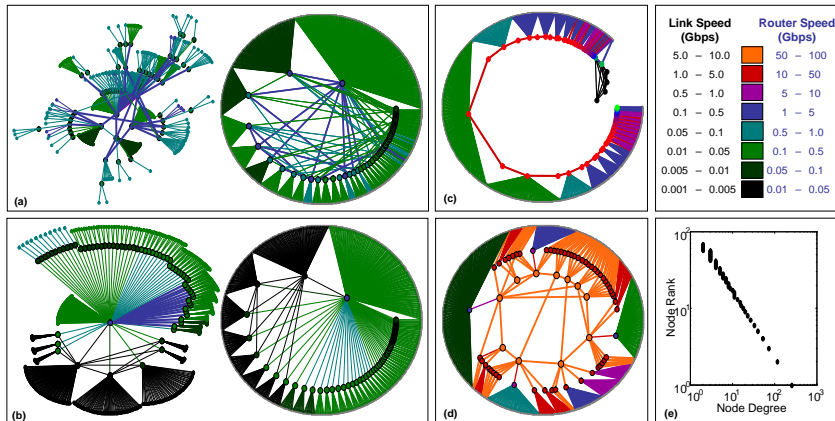 (a)
(c)
Link Speed Router Speed
(Gbps) (Gbps)
5.0 – 10.0 50 – 100
1.0 – 5.0 10 – 50
0.5 – 1.0 5 – 10
0.1 – 0.5 1 – 5
0.05 – 0.1 0.5 – 1.0
0.01 – 0.05 0.1 – 0.5
0.005 – 0.01 0.05 – 0.1
0.001 – 0.005 0.01 – 0.05
(b)
(d)
10²
10¹
10⁰
Node Rank
10⁰ 10¹ 10² 10³
Node Degree
(e)